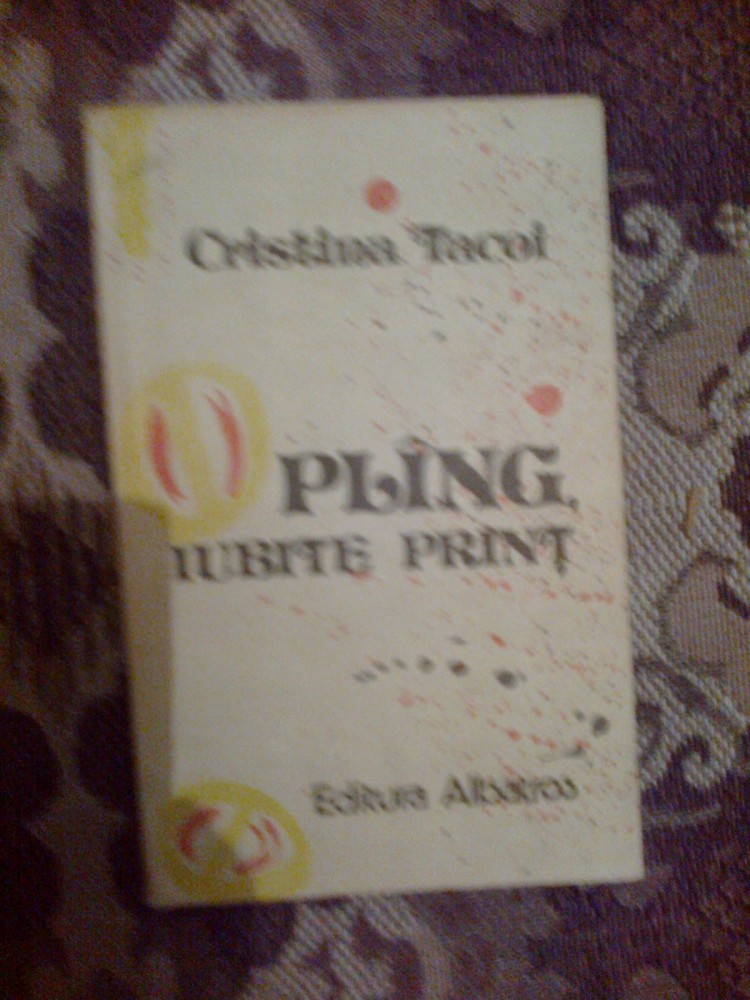 Cristina Tacoi
PLÎNG,
IUBITE PRINȚ
Editura Albatros